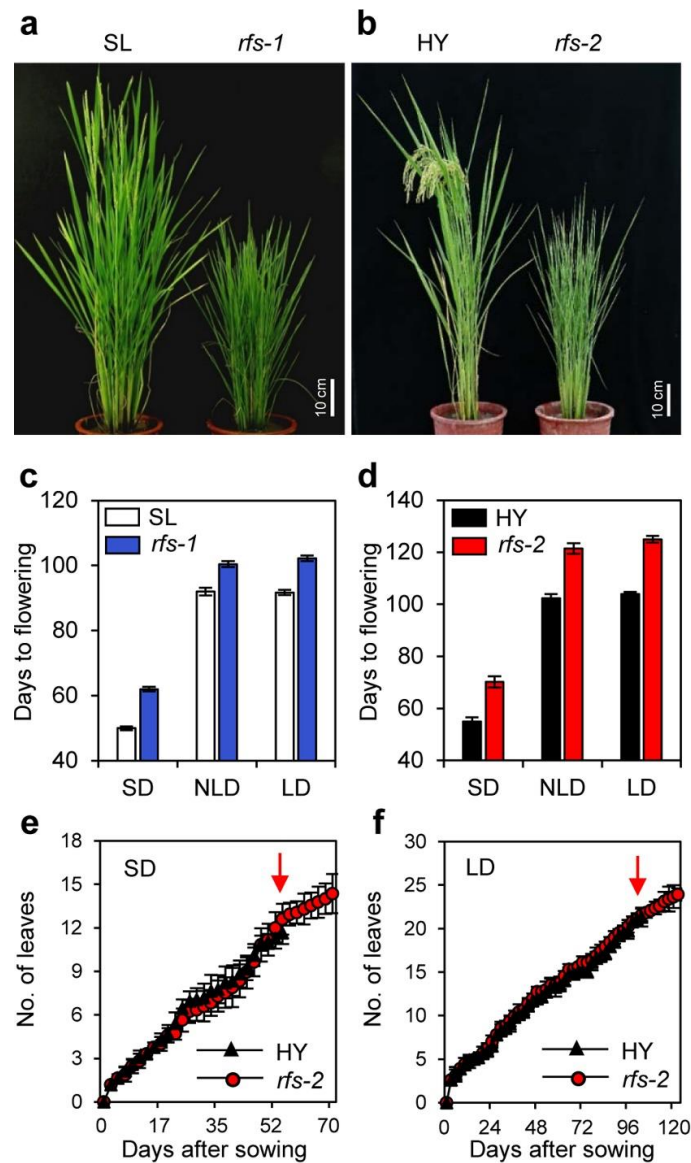 a
SL rfs-1
b
HY rfs-2
10 cm
10 cm
c
120
100
80
60
40
Days to flowering
SL
rfs-1
SD NLD LD
d
140
120
100
80
60
40
Days to flowering
HY
rfs-2
SD NLD LD
e
18
15
12
9
6
3
0
No. of leaves
SD
HY
rfs-2
0 17 35 52 70
Days after sowing
f
30
25
20
15
10
5
0
No. of leaves
LD
HY
rfs-2
0 24 48 72 96 120
Days after sowing